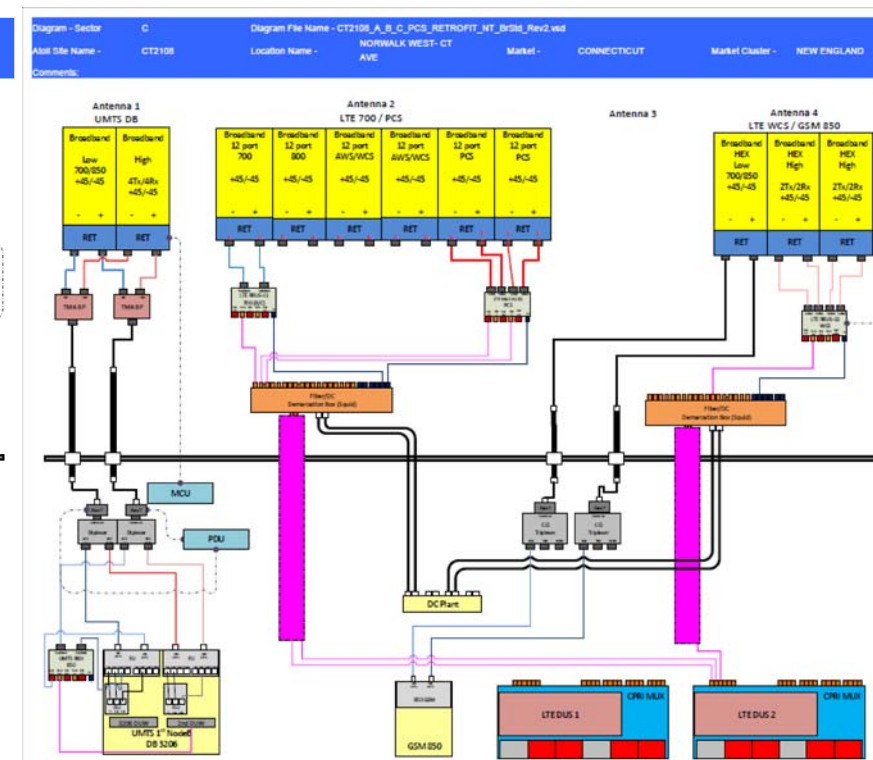 Diagram - Sector C Diagram File Name - CT2108_A_B_C_PCS_RETROFIT_NT_BrStd_Rev2.vsd
Atoll Site Name - CT2108 Location Name - NORWALK WEST- CT AVE Market - CONNECTICUT Market Cluster - NEW ENGLAND
Comments:
Antenna 1
UMTS DB
Antenna 2
LTE 700 / PCS
Antenna 3
Antenna 4
LTE WCS / GSM 850
Broadband
Low
700/850
+45/-45
- +
RET
Broadband
High
4Tx/4Rx
+45/-45
- +
RET
Broadband
12 port
700
+45/-45
- +
RET
Broadband
12 port
800
+45/-45
- +
RET
Broadband
12 port
AWS/WCS
+45/-45
- +
RET
Broadband
12 port
AWS/WCS
+45/-45
- +
RET
Broadband
12 port
PCS
+45/-45
- +
RET
Broadband
12 port
PCS
+45/-45
- +
RET
Broadband
HEX
Low
700/850
+45/-45
- +
RET
Broadband
HEX
High
2Tx/2Rx
+45/-45
- +
RET
Broadband
HEX
High
2Tx/2Rx
+45/-45
- +
RET
PCS
WCS
Fiber/DC
Demarcation Box (Squid)
Fiber/DC
Demarcation Box (Squid)
MCU
PDU
Diplexer
Diplexer
Triplexer
Triplexer
DC Plant
850
RU
RU
UMTS 1st NodeB
DB 3206
GSM 850
CPRI MUX
LTE DUS 1
CPRI MUX
LTE DUS 2